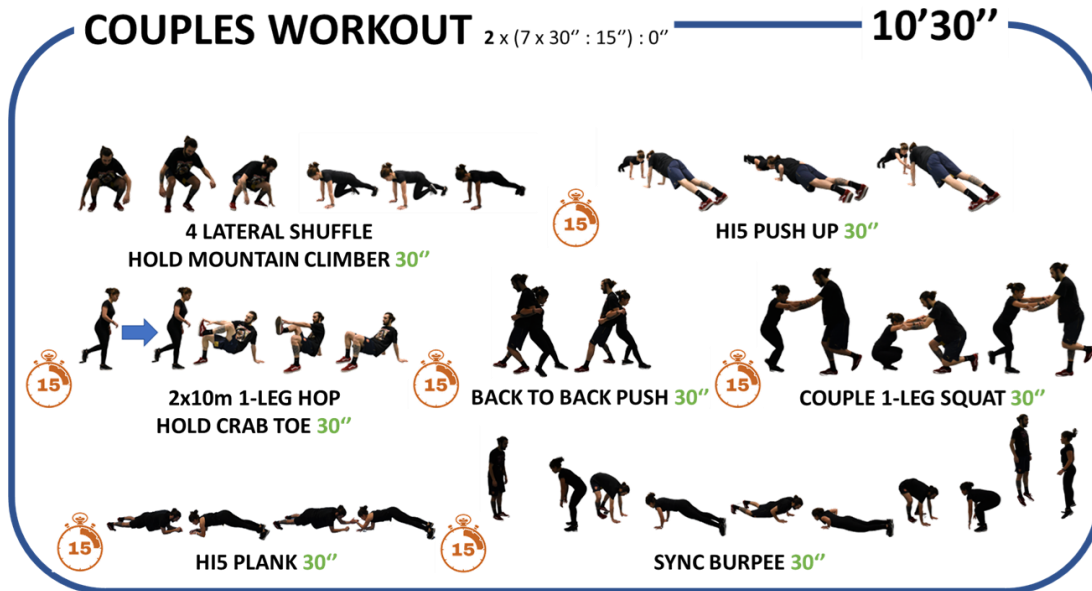 COUPLES WORKOUT 2 x (7 x 30’’ : 15’’) : 0’’
10’30’’
4 LATERAL SHUFFLE
HOLD MOUNTAIN CLIMBER 30’’
15
HI5 PUSH UP 30’’
15
2x10m 1-LEG HOP
HOLD CRAB TOE 30’’
15
BACK TO BACK PUSH 30’’
15
COUPLE 1-LEG SQUAT 30’’
15
HI5 PLANK 30’’
15
SYNC BURPEE 30’’